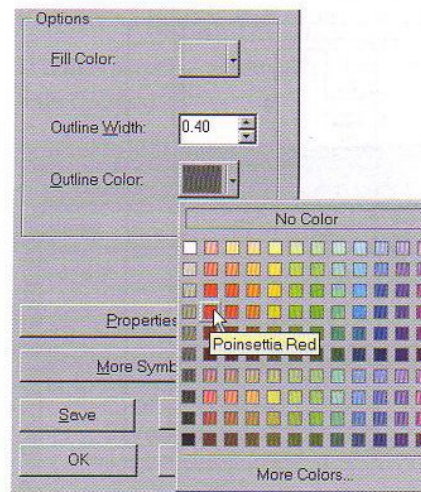 Options
Fill Color:
Outline Width: 0.40
Outline Color:
No Color
Properties
Poinsettia Red
More Symb
Save
OK
More Colors...